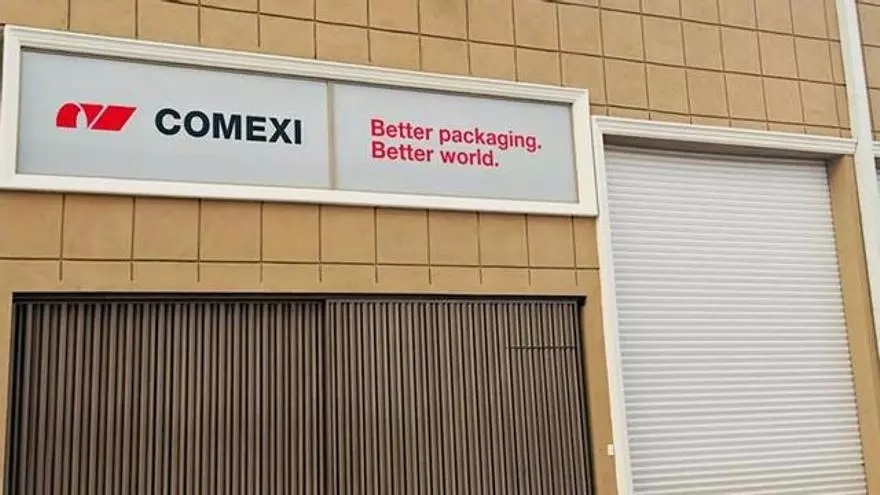 COMEXI
Better packaging.
Better world.